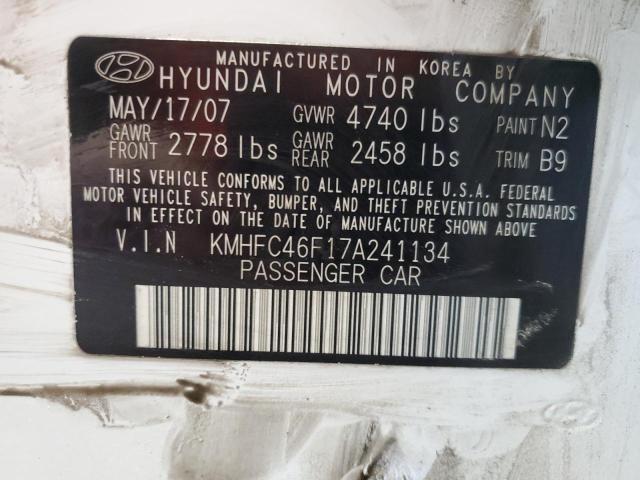 MANUFACTURED IN KOREA BY
HYUNDAI MOTOR COMPANY
MAY/17/07 GVWR 4740 lbs PAINT N2
GAWR FRONT 2778 lbs GAWR REAR 2458 lbs TRIM B9
THIS VEHICLE CONFORMS TO ALL APPLICABLE U.S.A. FEDERAL
MOTOR VEHICLE SAFETY, BUMPER, AND THEFT PREVENTION STANDARDS
IN EFFECT ON THE DATE OF MANUFACTURE SHOWN ABOVE.
V.I.N KMHFC46F17A241134
PASSENGER CAR